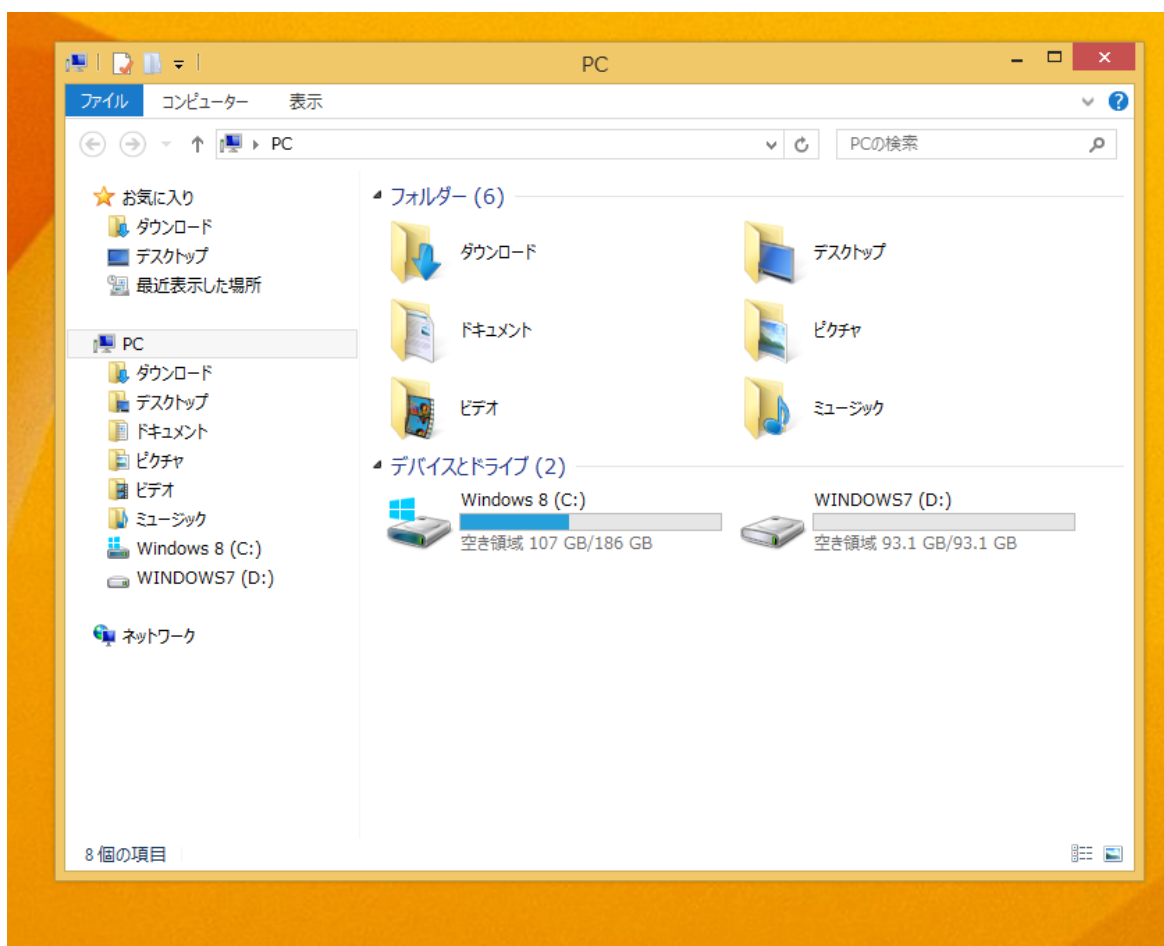 PC
ファイル コンピューター 表示
PC PCの検索
お気に入り
ダウンロード
デスクトップ
最近表示した場所
PC
ダウンロード
デスクトップ
ドキュメント
ピクチャ
ビデオ
ミュージック
Windows 8 (C:)
WINDOWS7 (D:)
ネットワーク
フォルダー (6)
ダウンロード デスクトップ
ドキュメント ピクチャ
ビデオ ミュージック
デバイスとドライブ (2)
Windows 8 (C:) WINDOWS7 (D:)
空き領域 107 GB/186 GB 空き領域 93.1 GB/93.1 GB
8 個の項目